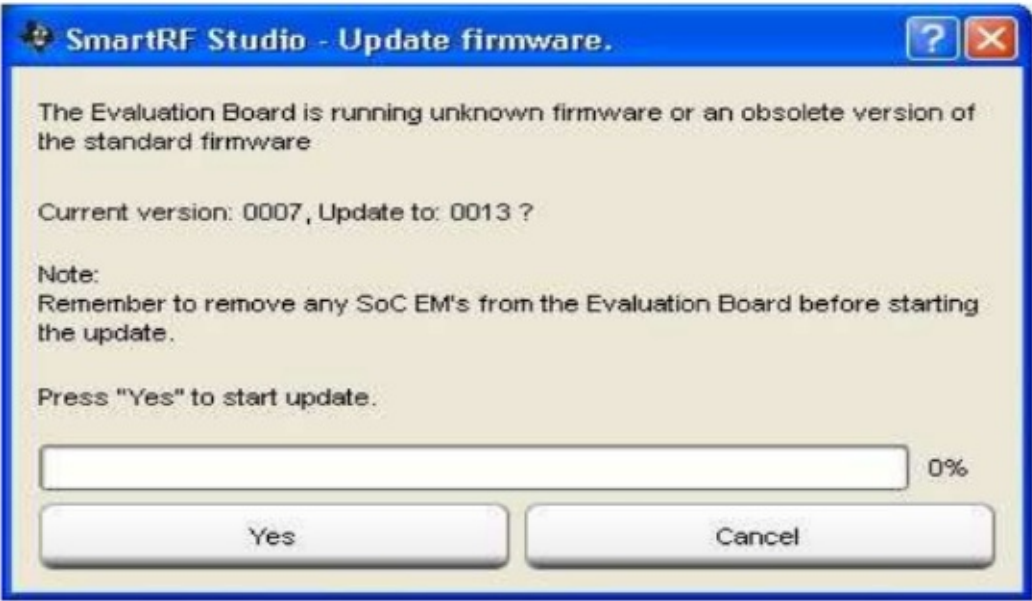 SmartRF Studio - Update firmware.
The Evaluation Board is running unknown firmware or an obsolete version of
the standard firmware
Current version: 0007, Update to: 0013 ?
Note:
Remember to remove any SoC EM's from the Evaluation Board before starting
the update.
Press "Yes" to start update.
0%
Yes
Cancel